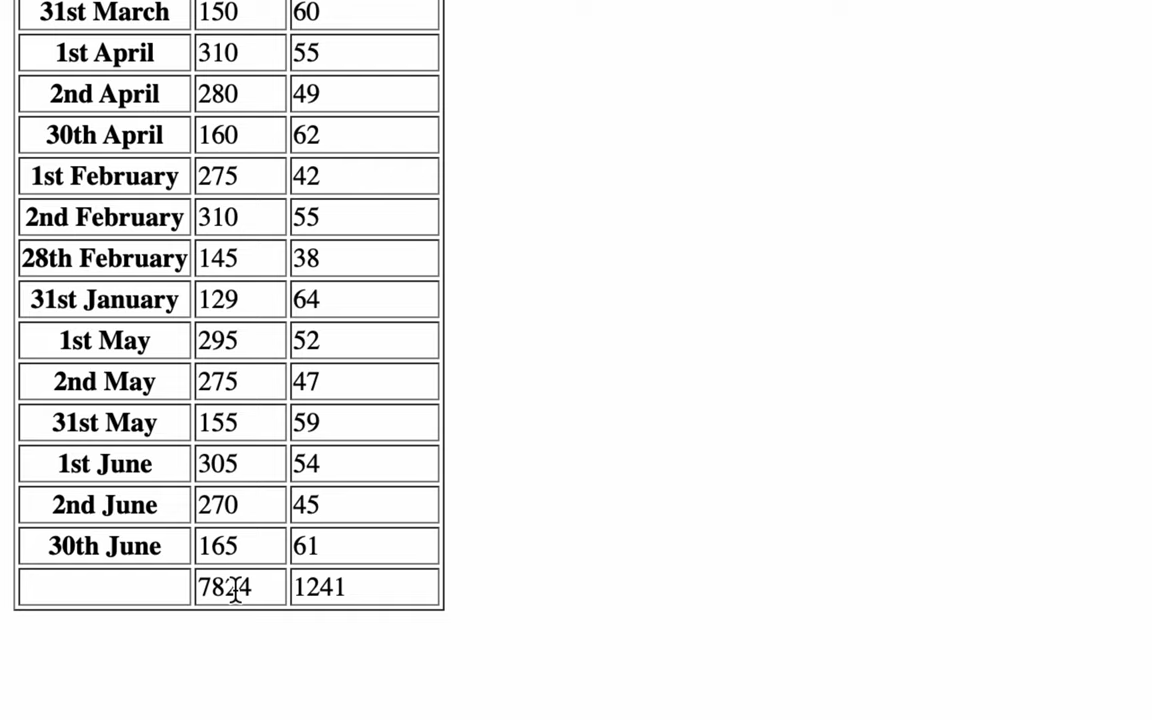 31st March 150 60
1st April 310 55
2nd April 280 49
30th April 160 62
1st February 275 42
2nd February 310 55
28th February 145 38
31st January 129 64
1st May 295 52
2nd May 275 47
31st May 155 59
1st June 305 54
2nd June 270 45
30th June 165 61
7824 1241